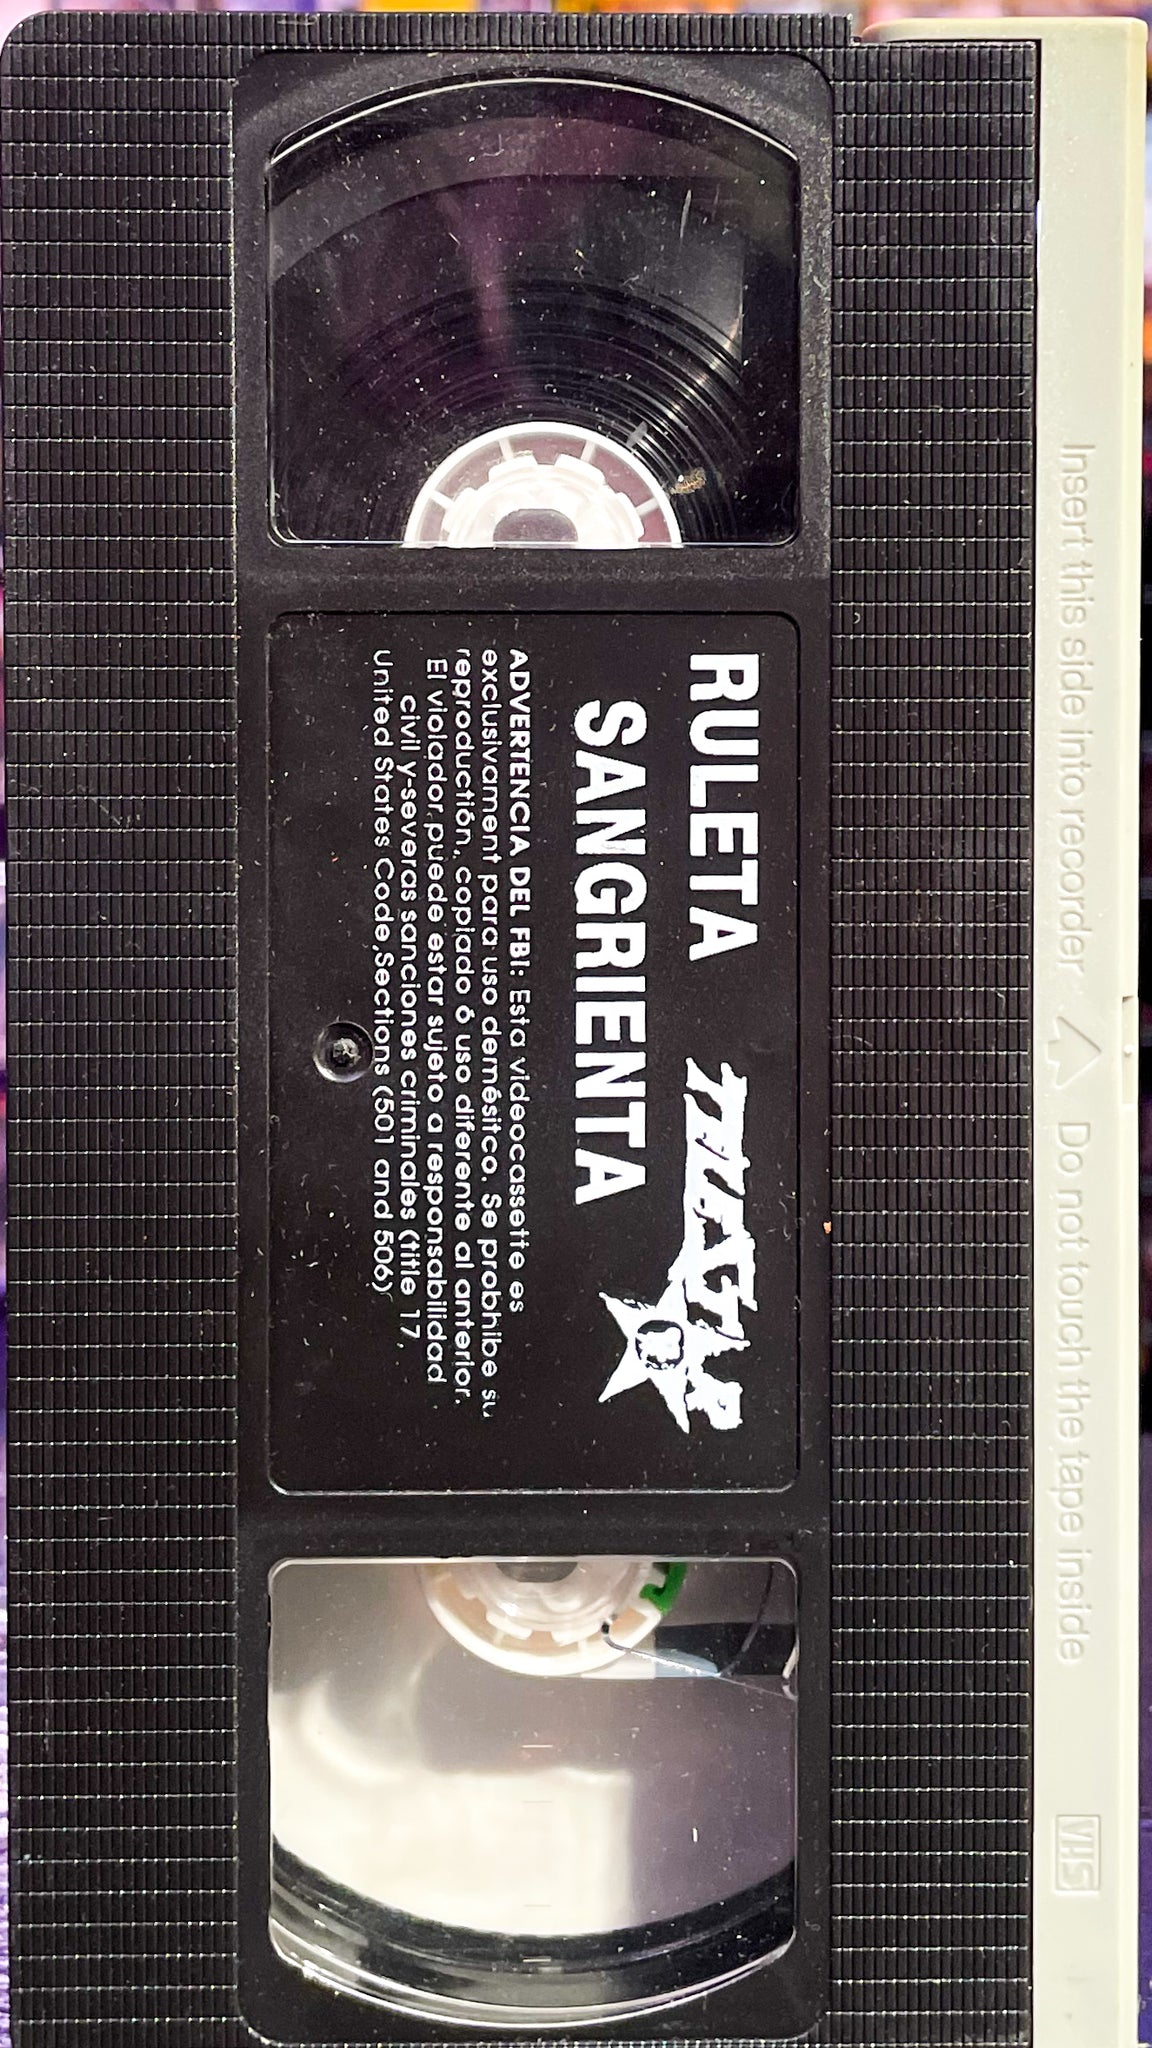 RULETA
SANGRIENTA
ADVERTENCIA DEL FBI: Esta videocassette es
exclusivament para uso demésitco. Se probhibe su
reproductión, copiado ó uso diferente al anterior.
El violador, puede estar sujeto a responsabilidad
civil y-severas sanciones criminales (title 17,
United States Code,Sections (501 and 506)
Insert this side into recorder Do not touch the tape inside
VHS